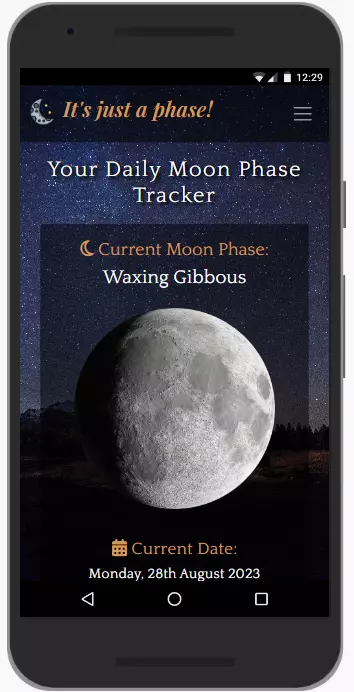 12:29
It's just a phase!
Your Daily Moon Phase
Tracker
Current Moon Phase:
Waxing Gibbous
Current Date:
Monday, 28th August 2023